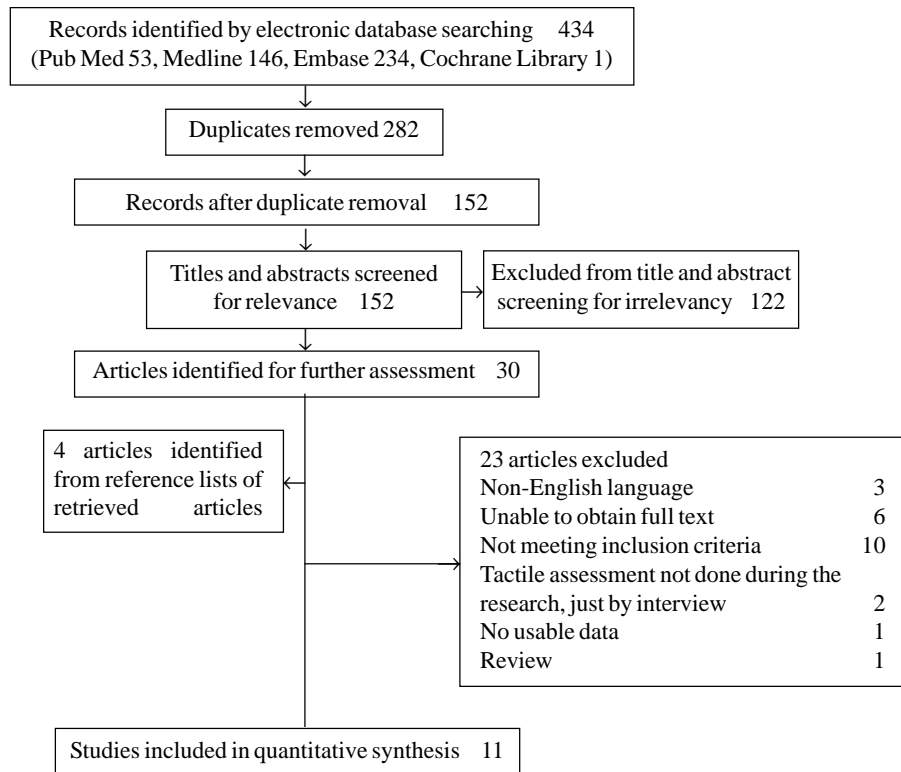 Records identified by electronic database searching 434
(Pub Med 53, Medline 146, Embase 234, Cochrane Library 1)
Duplicates removed 282
Records after duplicate removal 152
Titles and abstracts screened
for relevance 152
Excluded from title and abstract
screening for irrelevancy 122
Articles identified for further assessment 30
4 articles identified
from reference lists of
retrieved articles
23 articles excluded
Non-English language 3
Unable to obtain full text 6
Not meeting inclusion criteria 10
Tactile assessment not done during the
research, just by interview 2
No usable data 1
Review 1
Studies included in quantitative synthesis 11